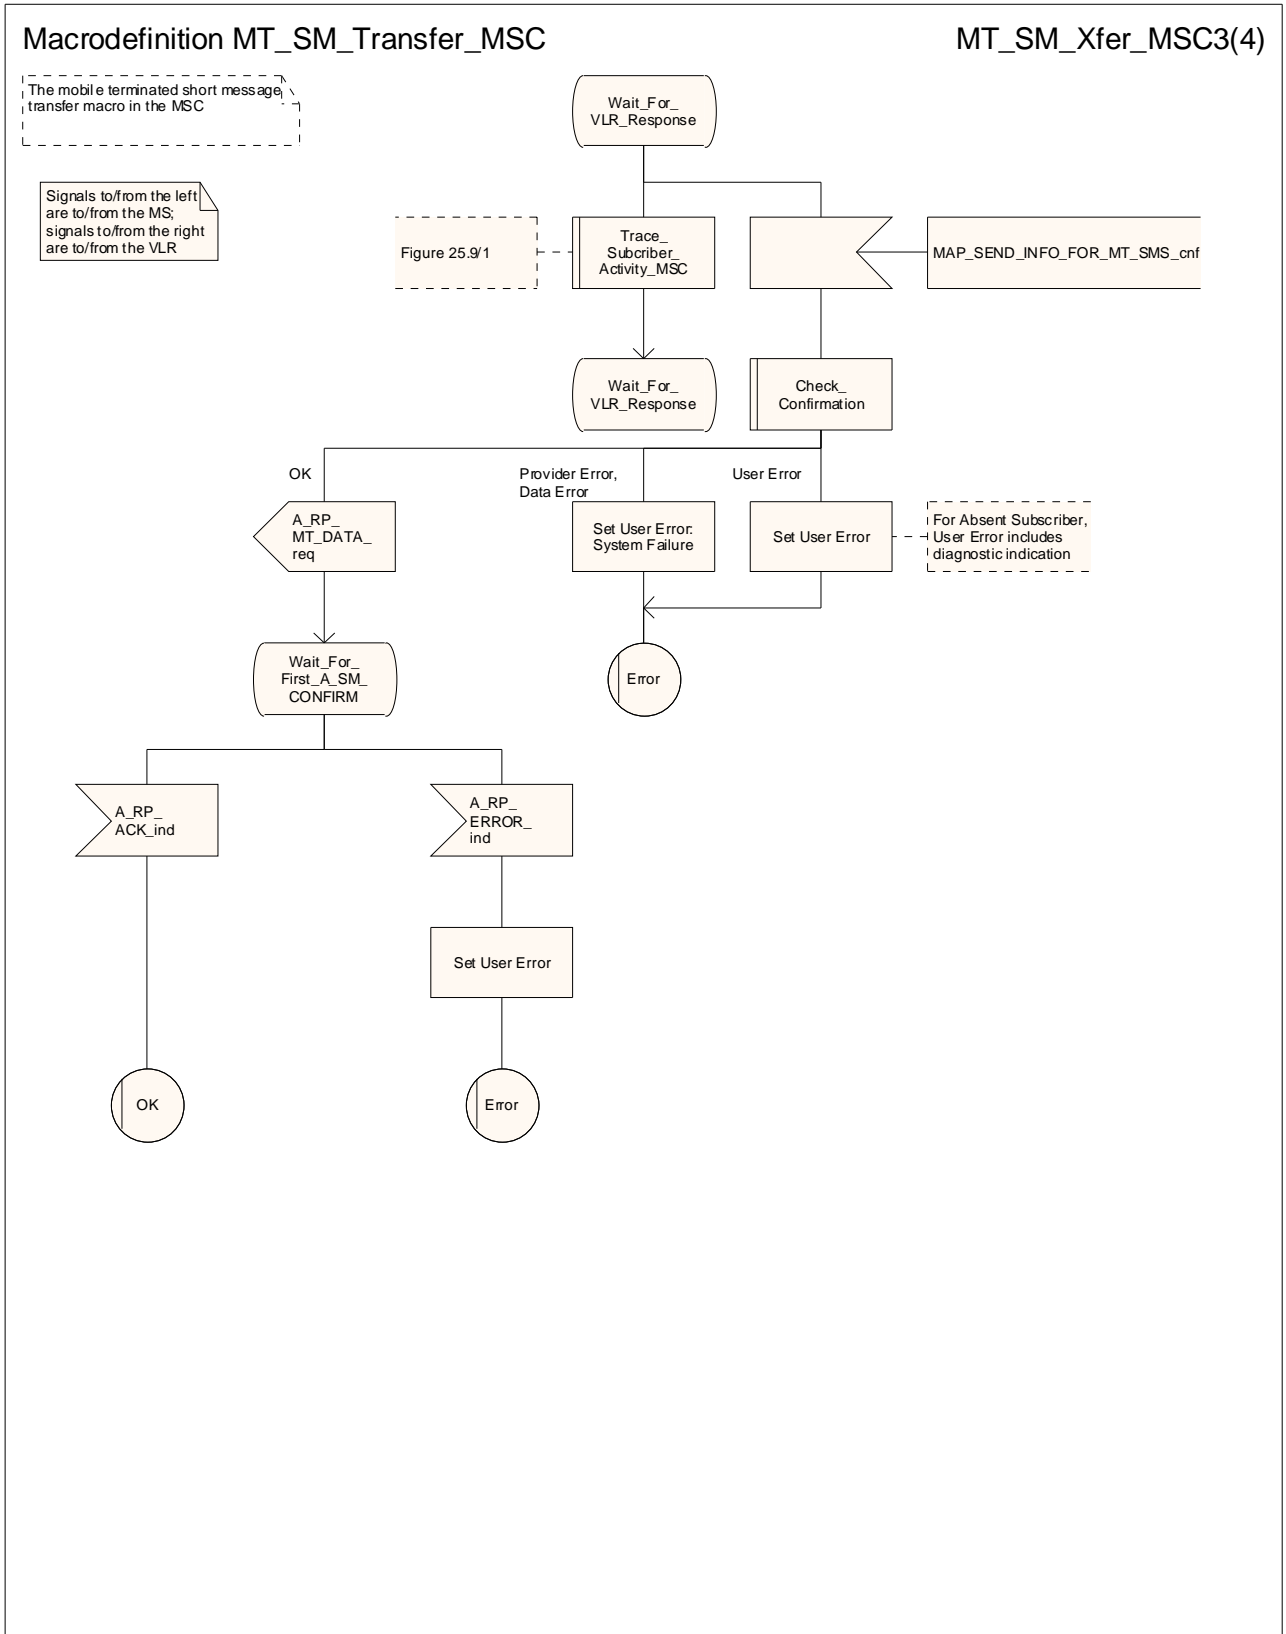 Macrodefinition MT_SM_Transfer_MSC
MT_SM_Xfer_MSC3(4)
The mobile terminated short message
transfer macro in the MSC
Wait_For_
VLR_Response
Signals to/from the left
are to/from the MS;
signals to/from the right
are to/from the VLR
Figure 25.9/1
Trace_
Subcriber_
Activity_MSC
MAP_SEND_INFO_FOR_MT_SMS_cnf
Wait_For_
VLR_Response
Check_
Confirmation
OK
Provider Error,
Data Error
User Error
A_RP_
MT_DATA_
req
Set User Error:
System Failure
Set User Error
For Absent Subscriber,
User Error includes
diagnostic indication
Wait_For_
First_A_SM_
CONFIRM
Error
A_RP_
ACK_ind
A_RP_
ERROR_
ind
Set User Error
OK
Error